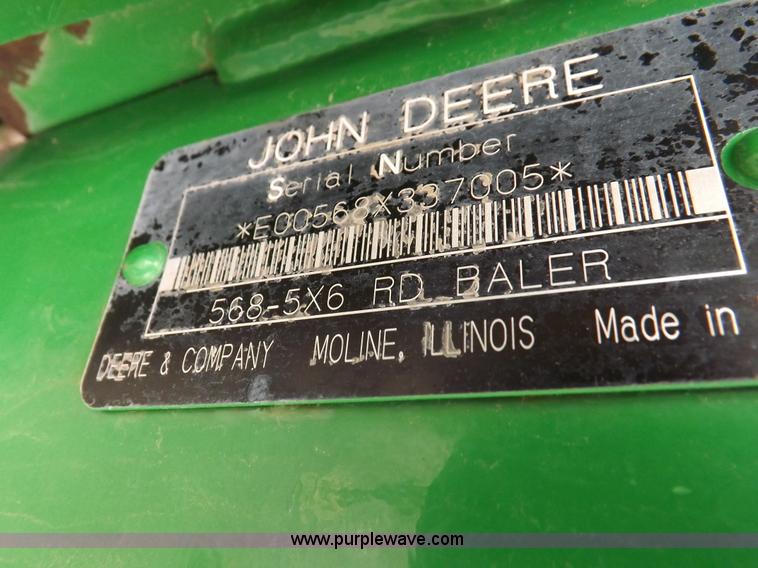 JOHN DEERE
Serial Number
*E00568X337005*
568-5X6 RD BALER
DEERE & COMPANY MOLINE, ILLINOIS Made in
www.purplewave.com